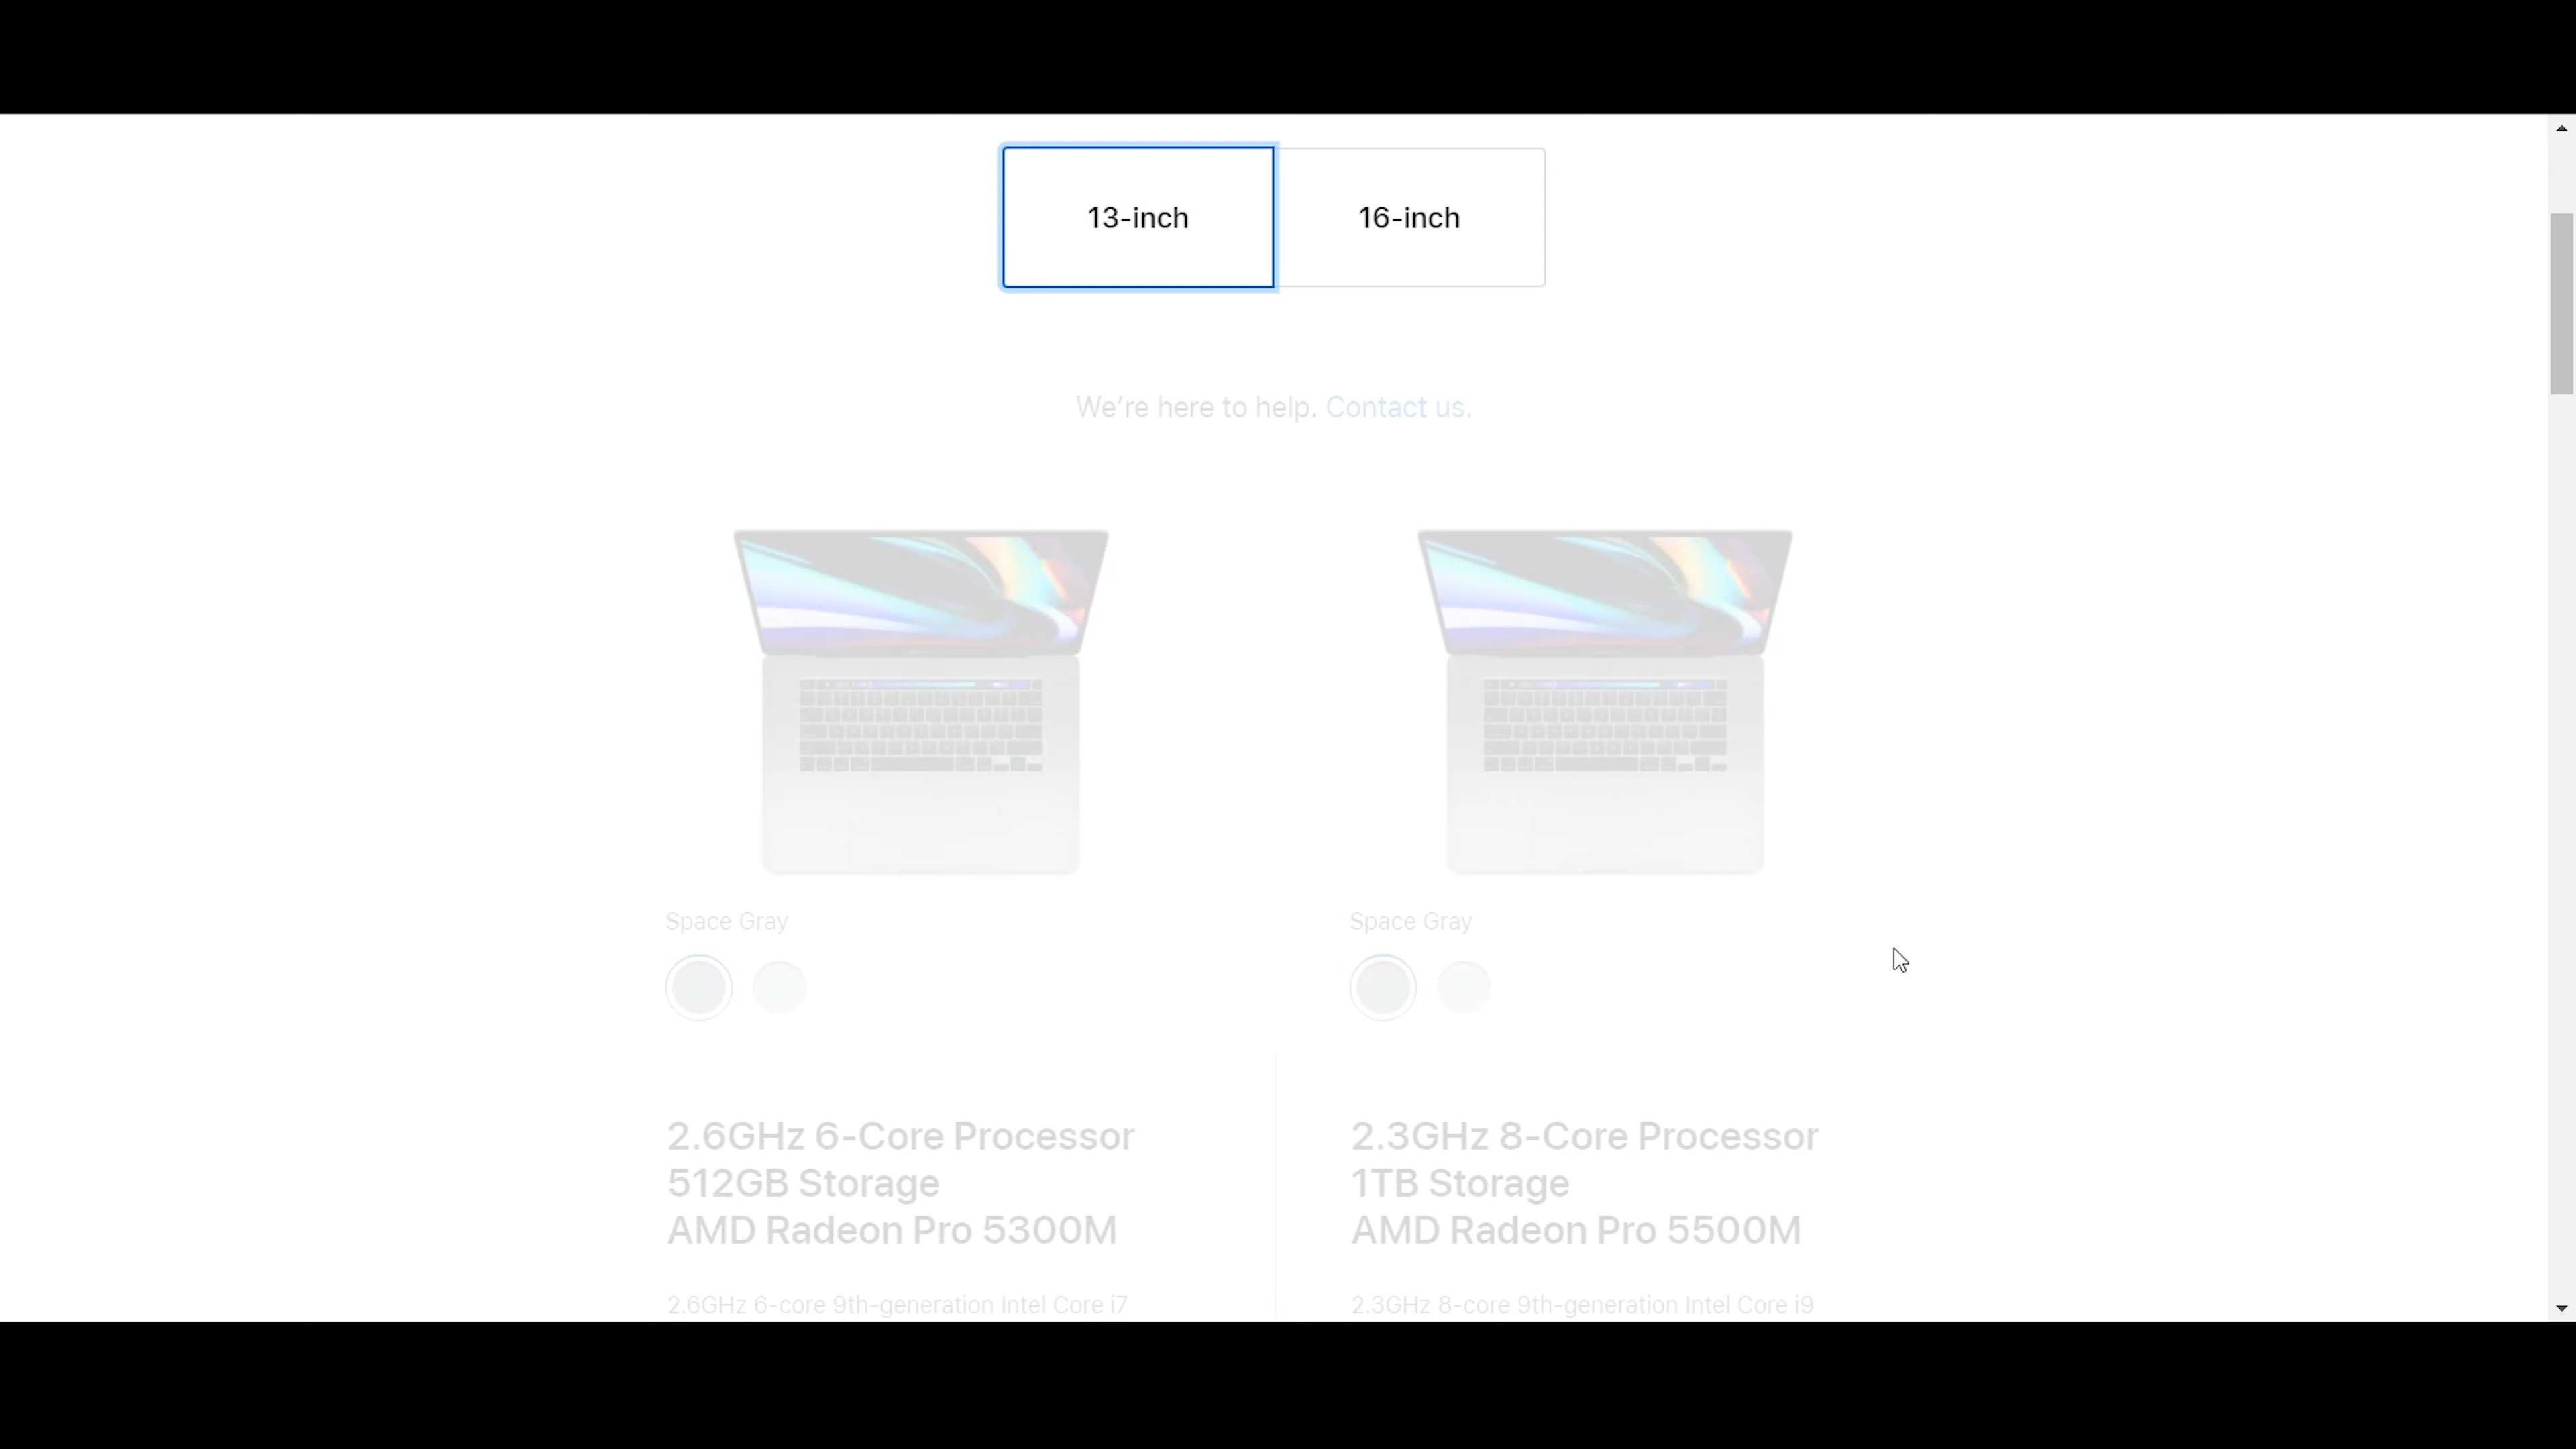 13-inch
16-inch
We're here to help. Contact us.
Space Gray
Space Gray
2.6GHz 6-Core Processor
512GB Storage
AMD Radeon Pro 5300M
2.6GHz 6-core 9th-generation Intel Core i7
2.3GHz 8-Core Processor
1TB Storage
AMD Radeon Pro 5500M
2.3GHz 8-core 9th-generation Intel Core i9